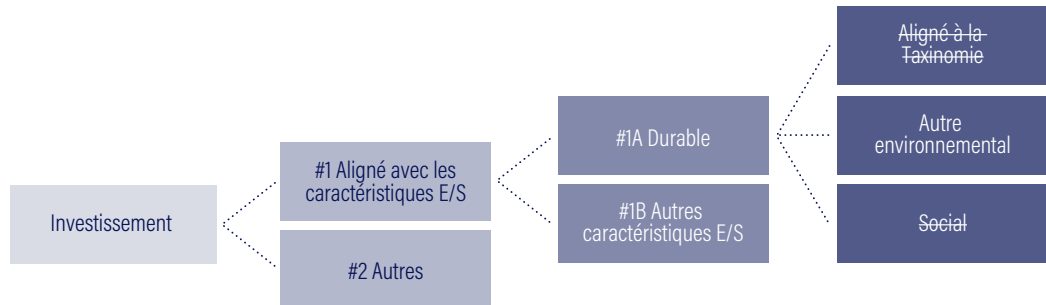 Aligné à la
Taxinomie
#1A Durable
Autre
environnemental
#1 Aligné avec les
caractéristiques E/S
Investissement
#1B Autres
caractéristiques E/S
Social
#2 Autres